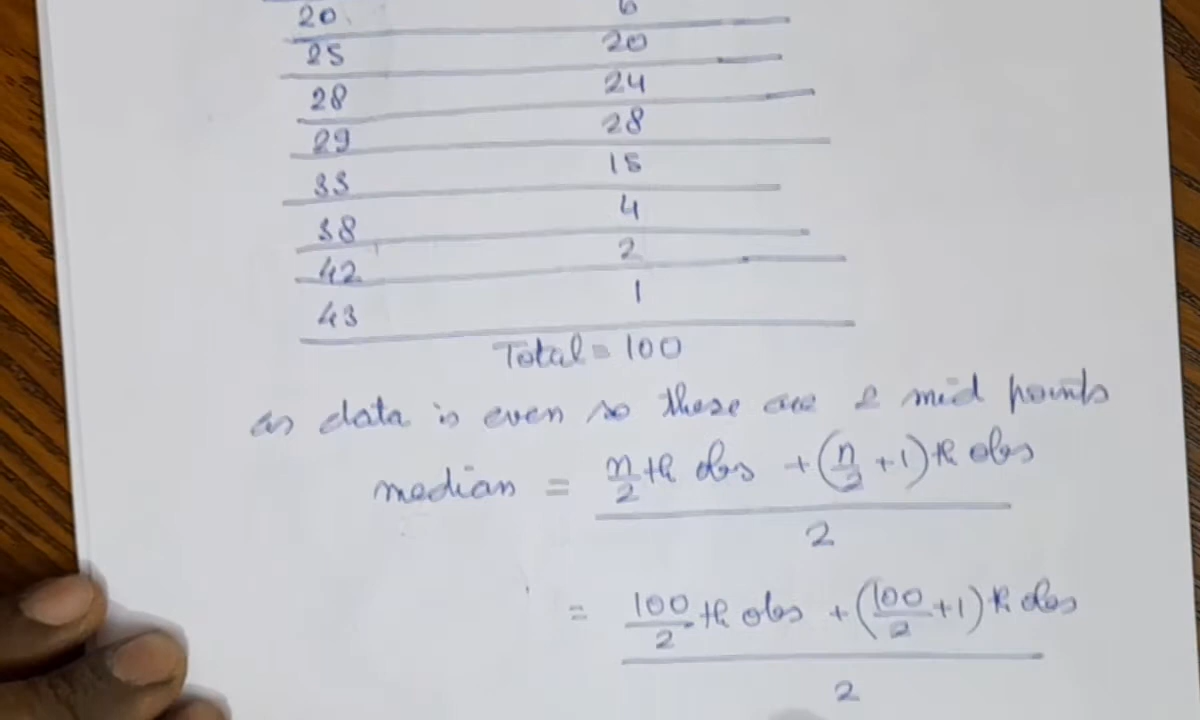 20 6
25 20
28 24
29 28
33 15
38 4
42 2
43 1
Total = 100
as data is even so these are 2 mid points
median = n/2 th obs + (n/2 + 1)th obs / 2
= 100/2 th obs + (100/2 + 1)th obs / 2